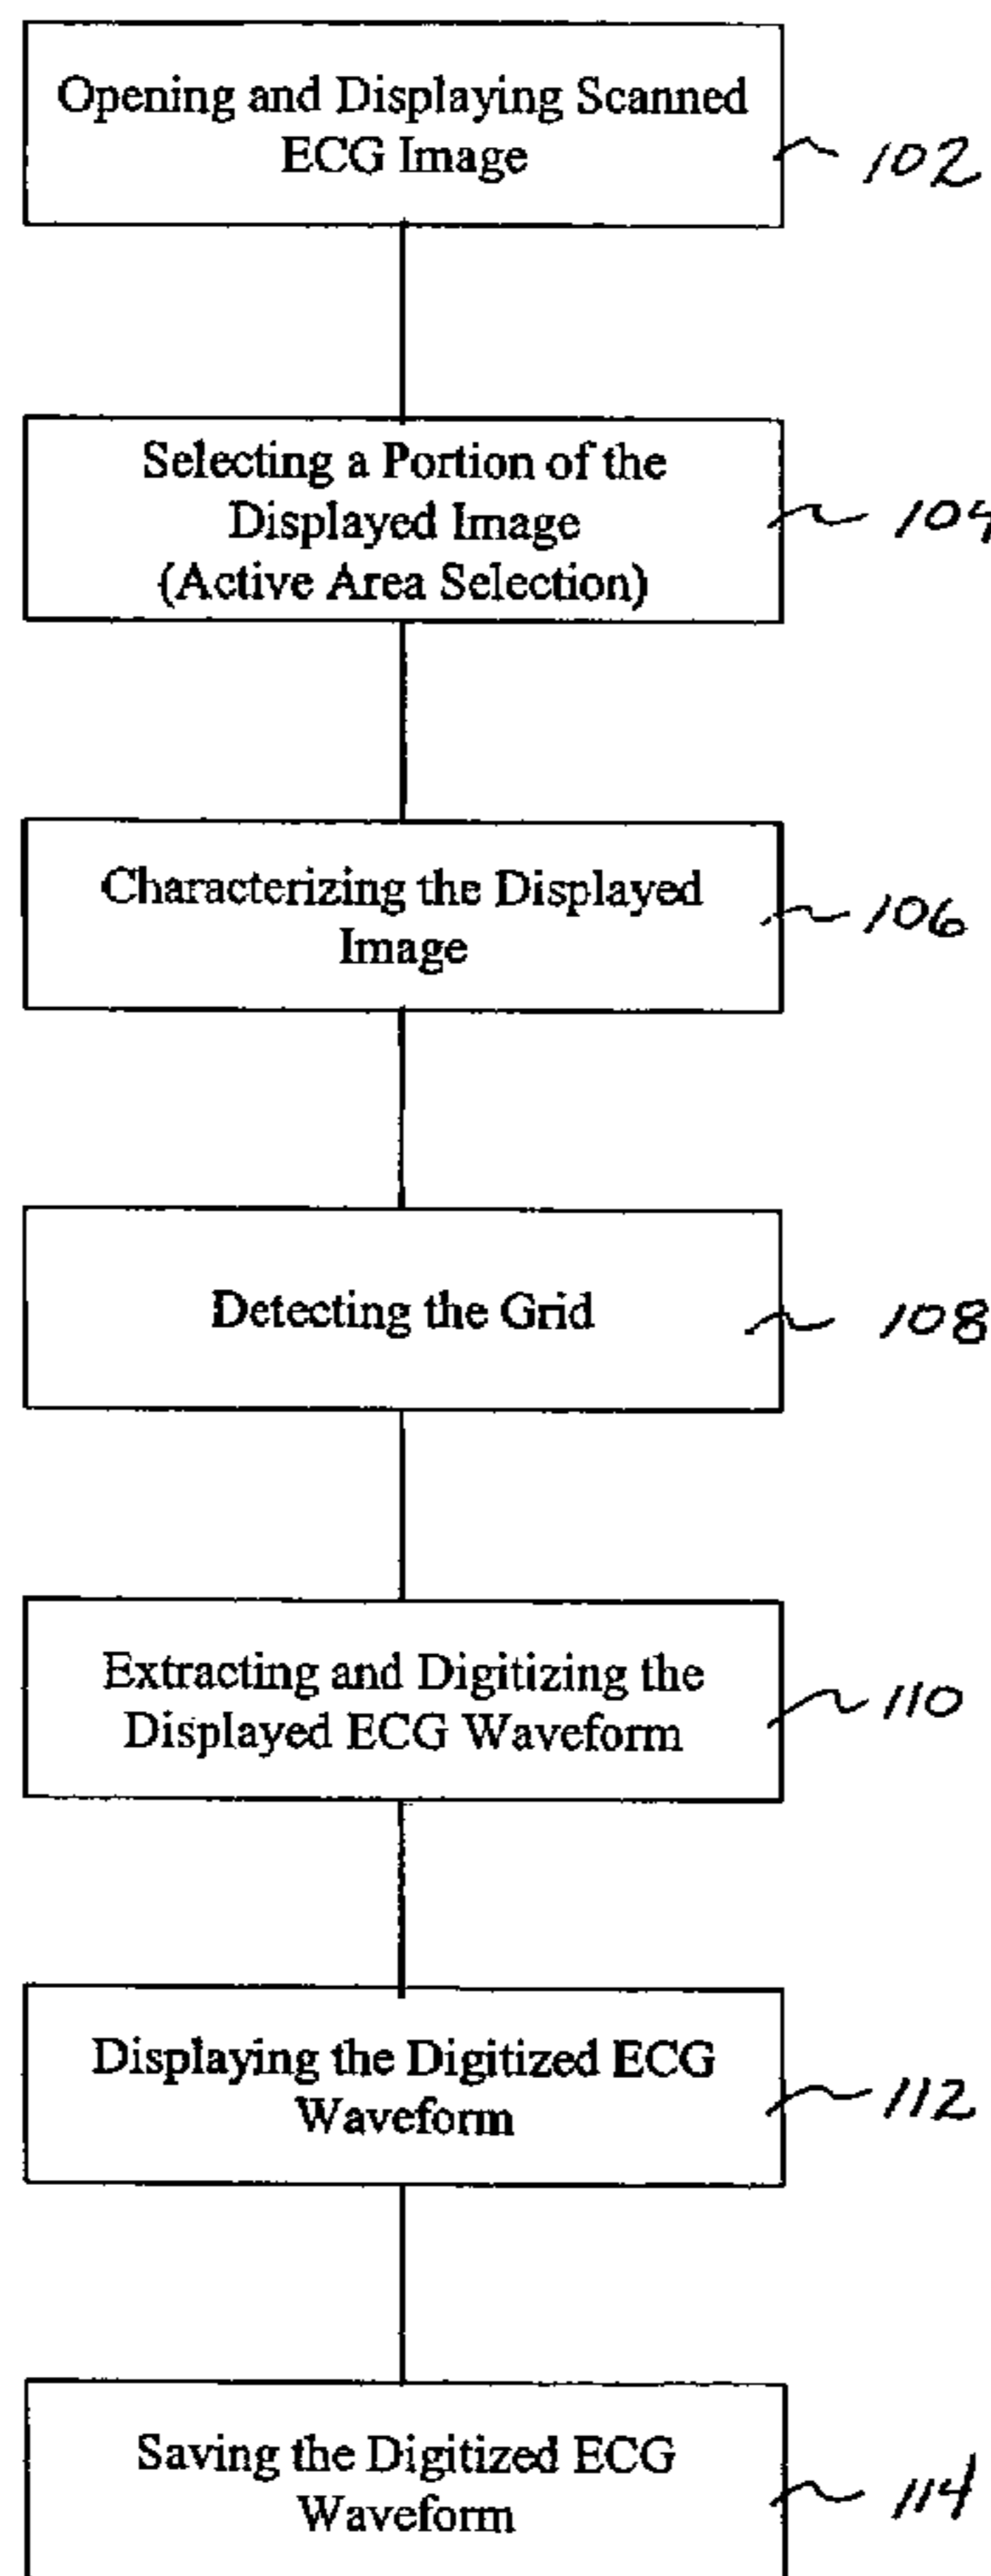 Opening and Displaying Scanned
ECG Image
102
Selecting a Portion of the
Displayed Image
(Active Area Selection)
104
Characterizing the Displayed
Image
106
Detecting the Grid
108
Extracting and Digitizing the
Displayed ECG Waveform
110
Displaying the Digitized ECG
Waveform
112
Saving the Digitized ECG
Waveform
114